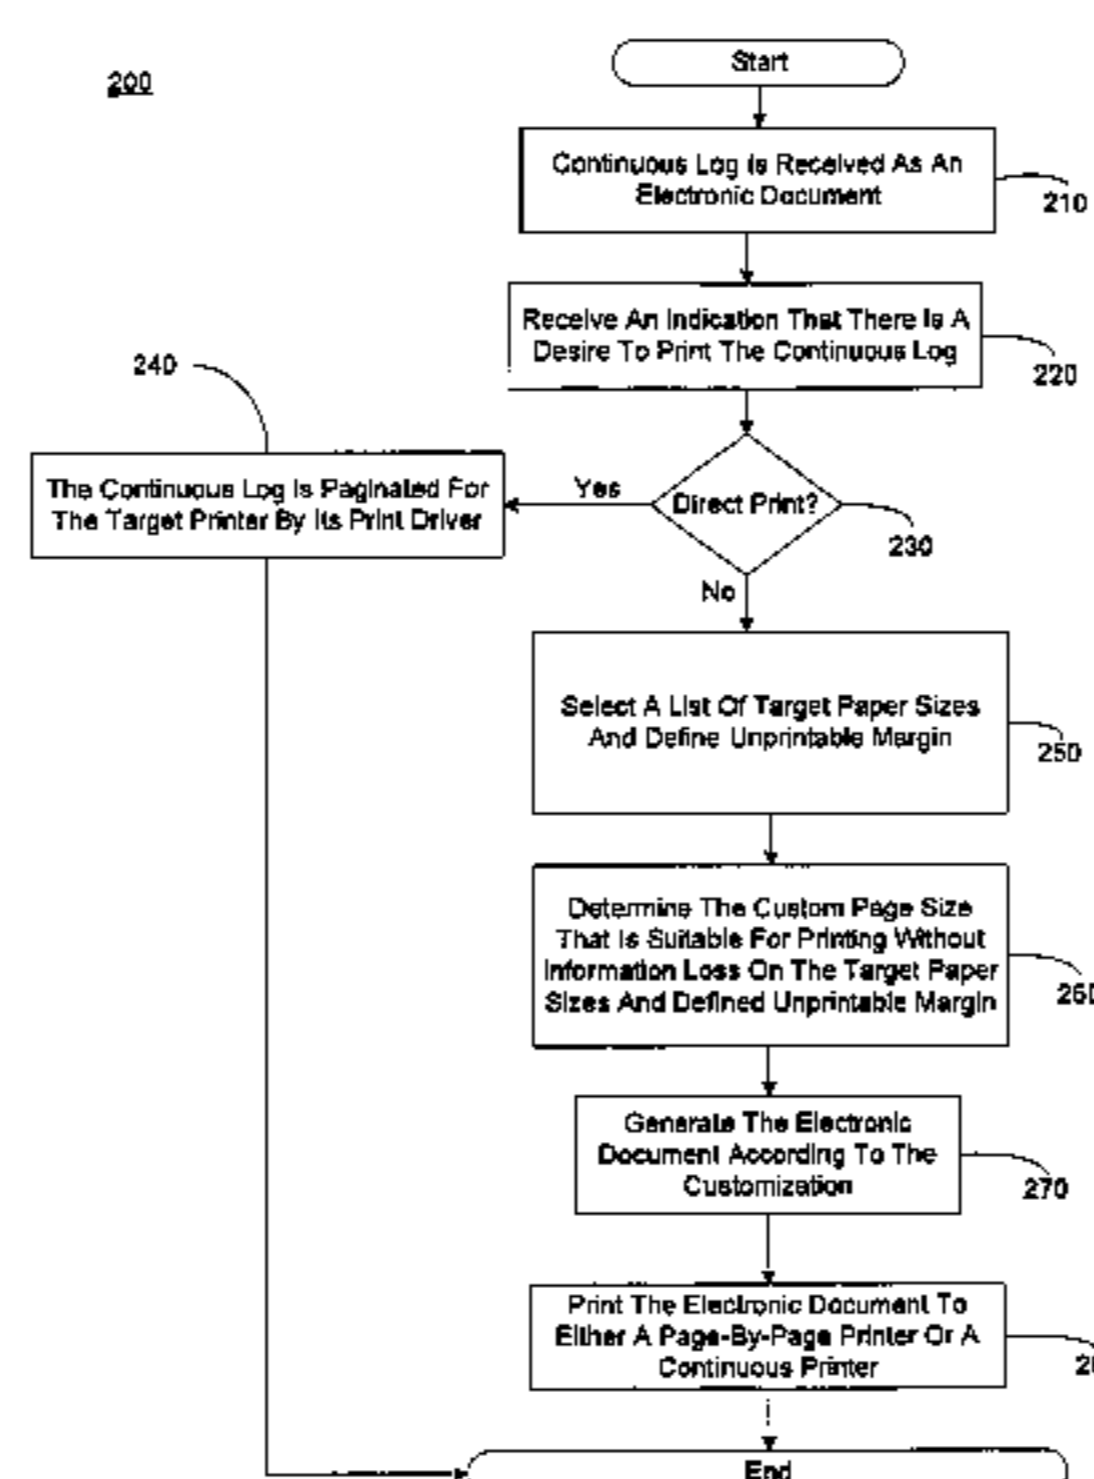 200
Start
Continuous Log Is Received As An
Electronic Document
210
Receive An Indication That There Is A
Desire To Print The Continuous Log
220
240
The Continuous Log Is Paginated For
The Target Printer By Its Print Driver
Yes
Direct Print?
230
No
Select A List Of Target Paper Sizes
And Define Unprintable Margin
250
Determine The Custom Page Size
That Is Suitable For Printing Without
Information Loss On The Target Paper
Sizes And Defined Unprintable Margin
260
Generate The Electronic
Document According To The
Customization
270
Print The Electronic Document To
Either A Page-By-Page Printer Or A
Continuous Printer
End